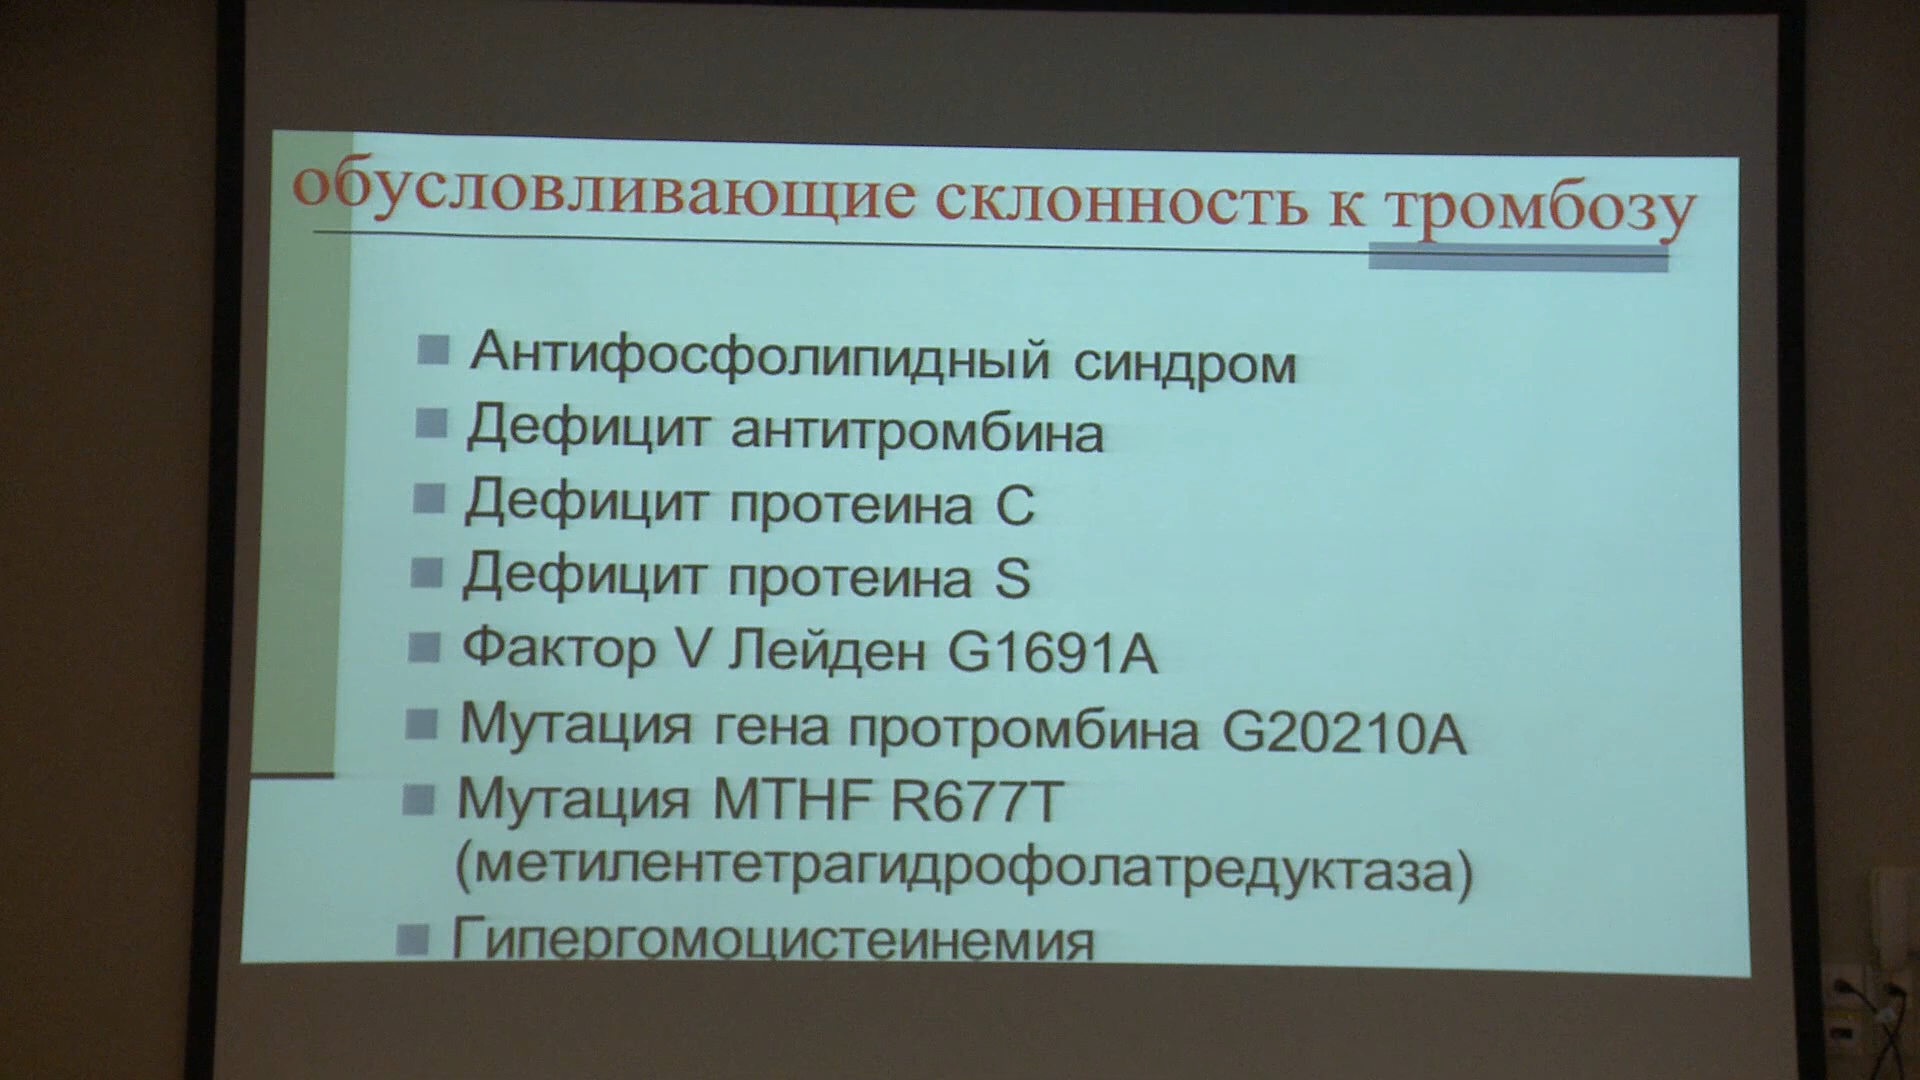 обусловливающие склонность к тромбозу
Антифосфолипидный синдром
Дефицит антитромбина
Дефицит протеина С
Дефицит протеина S
Фактор V Лейден G1691A
Мутация гена протромбина G20210A
Мутация MTHF R677T
(метилентетрагидрофолатредуктаза)
Гипергомоцистеинемия